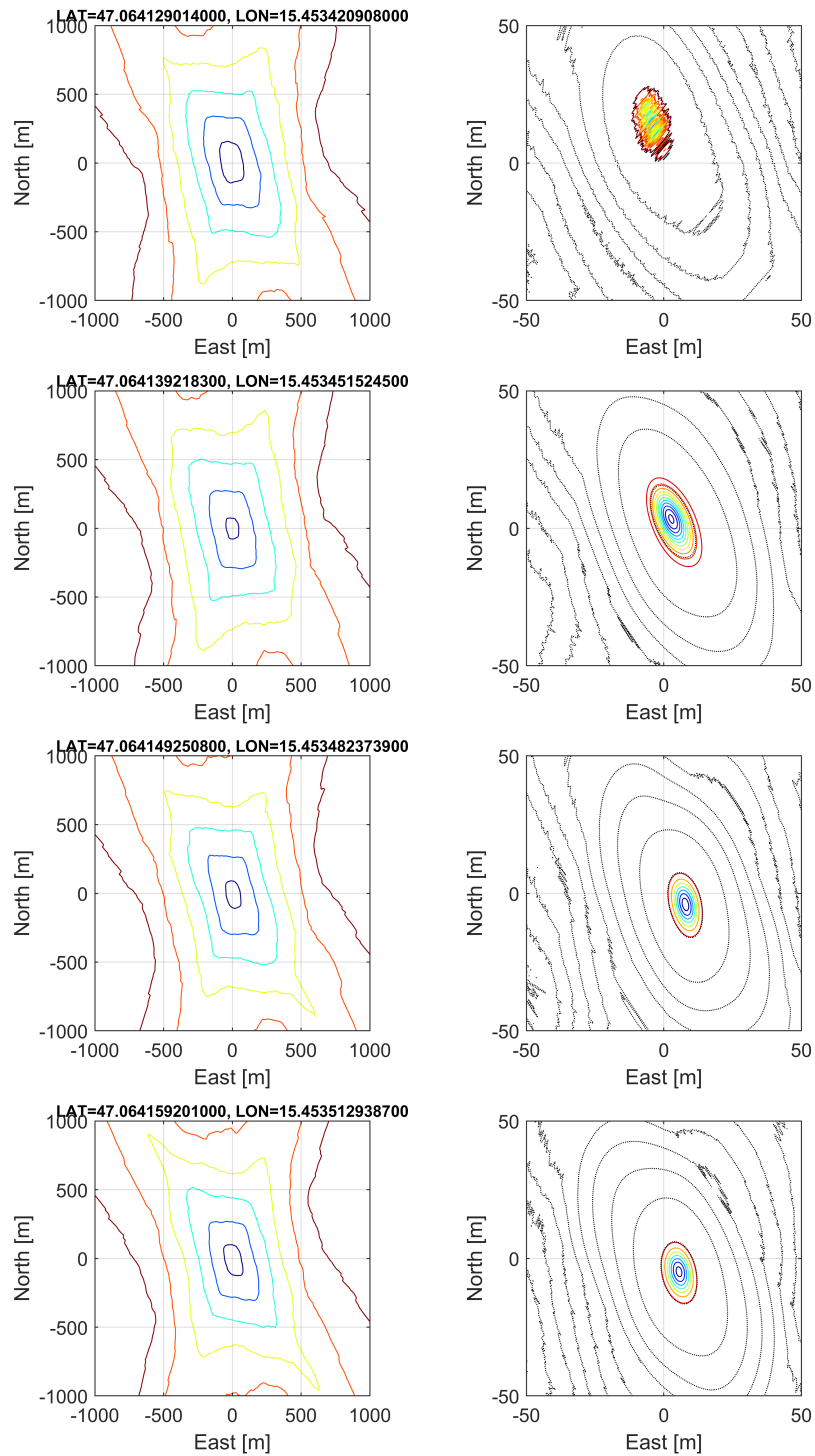 LAT=47.064129014000, LON=15.453420908000
1000
500
0
-500
-1000
-1000 -500 0 500 1000
North [m]
East [m]
50
0
-50
-50 0 50
North [m]
East [m]
LAT=47.064139218300, LON=15.453451524500
1000
500
0
-500
-1000
-1000 -500 0 500 1000
North [m]
East [m]
50
0
-50
-50 0 50
North [m]
East [m]
LAT=47.064149250800, LON=15.453482373900
1000
500
0
-500
-1000
-1000 -500 0 500 1000
North [m]
East [m]
50
0
-50
-50 0 50
North [m]
East [m]
LAT=47.064159201000, LON=15.453512938700
1000
500
0
-500
-1000
-1000 -500 0 500 1000
North [m]
East [m]
50
0
-50
-50 0 50
North [m]
East [m]